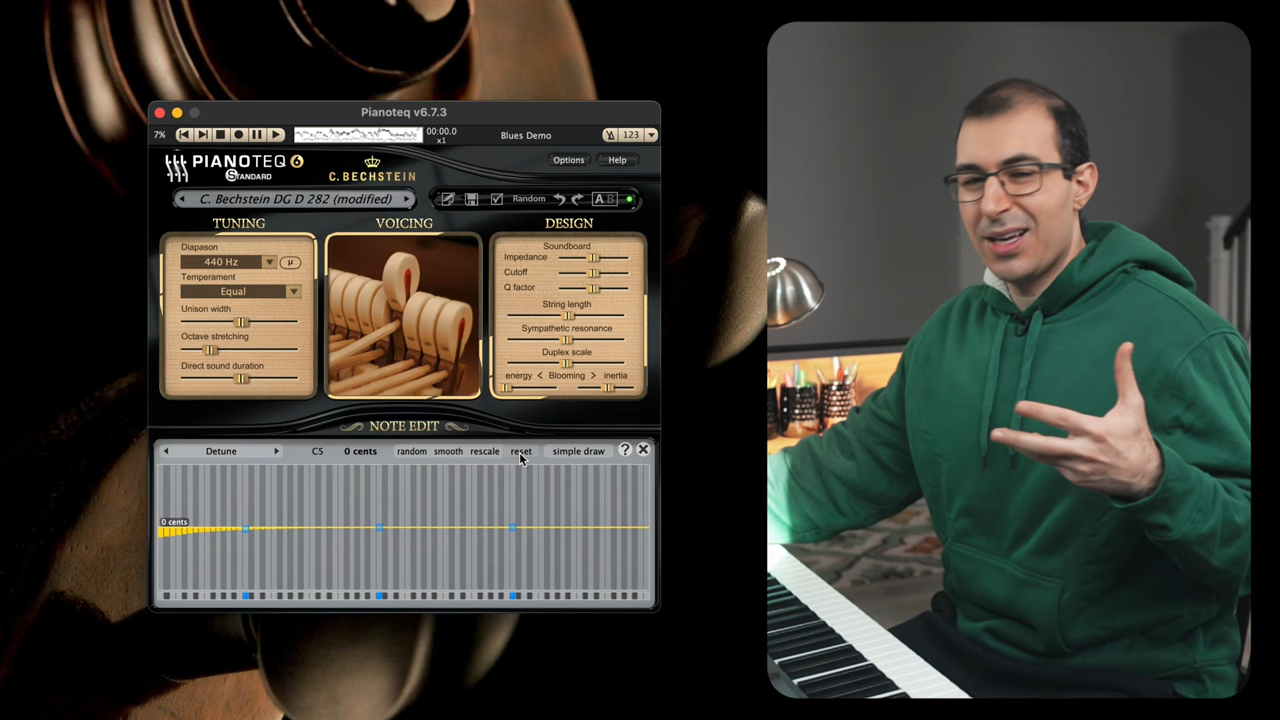 Pianoteq v6.7.3
7%
00:00.0
x1
Blues Demo
123
PIANOTEQ 6
STANDARD
C. BECHSTEIN
Options
Help
C. Bechstein DG D 282 (modified)
Random
A B
TUNING
VOICING
DESIGN
Diapason
440 Hz
μ
Temperament
Equal
Unison width
Octave stretching
Direct sound duration
Soundboard
Impedance
Cutoff
Q factor
String length
Sympathetic resonance
Duplex scale
energy < Blooming > inertia
NOTE EDIT
Detune
C5
0 cents
random
smooth
rescale
reset
simple draw
?
0 cents